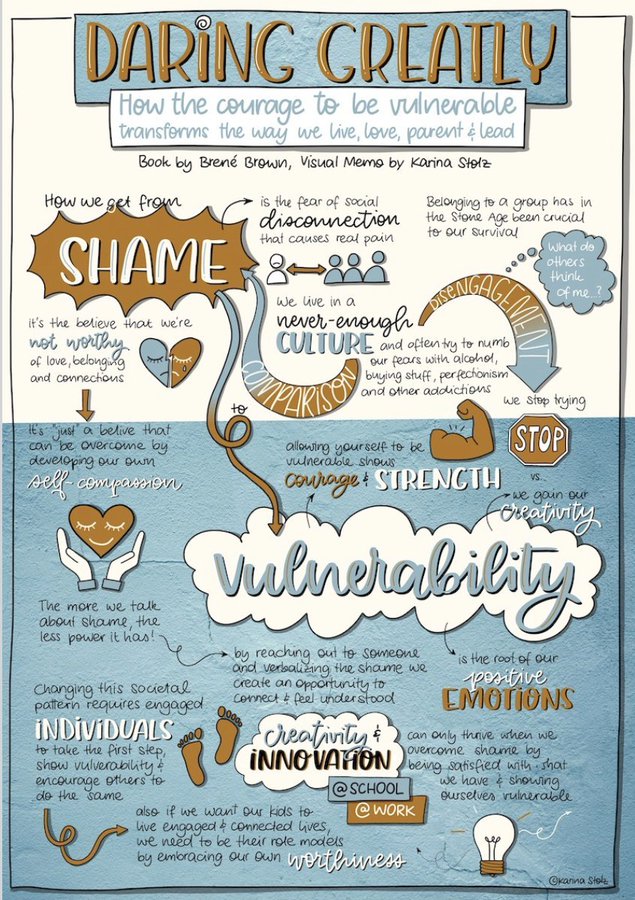 DARING GREATLY
How the courage to be vulnerable
transforms the way we live, love, parent & lead
Book by Brené Brown, Visual Memo by Karina Stolz
How we get from
SHAME
is the fear of social
disconnection
that causes real pain
Belonging to a group has in
the Stone Age been crucial
to our survival
What do
others
think
of me...?
it's the believe that we're
not worthy
of love, belonging
and connections
We live in a
never-enough
CULTURE
and often try to numb
our fears with alcohol,
buying stuff, perfectionism
and other addictions
COMPARISON
DISENGAGEMENT
we stop trying
STOP
vs...
we gain our
creativity
to
It's "just" a belive that
can be overcome by
developing our own
self-compassion
allowing yourself to be
vulnerable shows
courage & STRENGTH
vulnerability
The more we talk
about shame, the
less power it has!
by reaching out to someone
and verbalizing the shame we
create an opportunity to
connect & feel understood
is the root of our
positive
EMOTIONS
Changing this societal
pattern requires engaged
INDIVIDUALS
to take the first step,
show vulnerability &
encourage others to
do the same
creativity &
INNOVATION
@SCHOOL
@WORK
can only thrive when we
overcome shame by
being satisfied with what
we have & showing
ourselves vulnerable
also if we want our kids to
live engaged & connected lives,
we need to be their role models
by embracing our own worthiness
©Karina Stolz